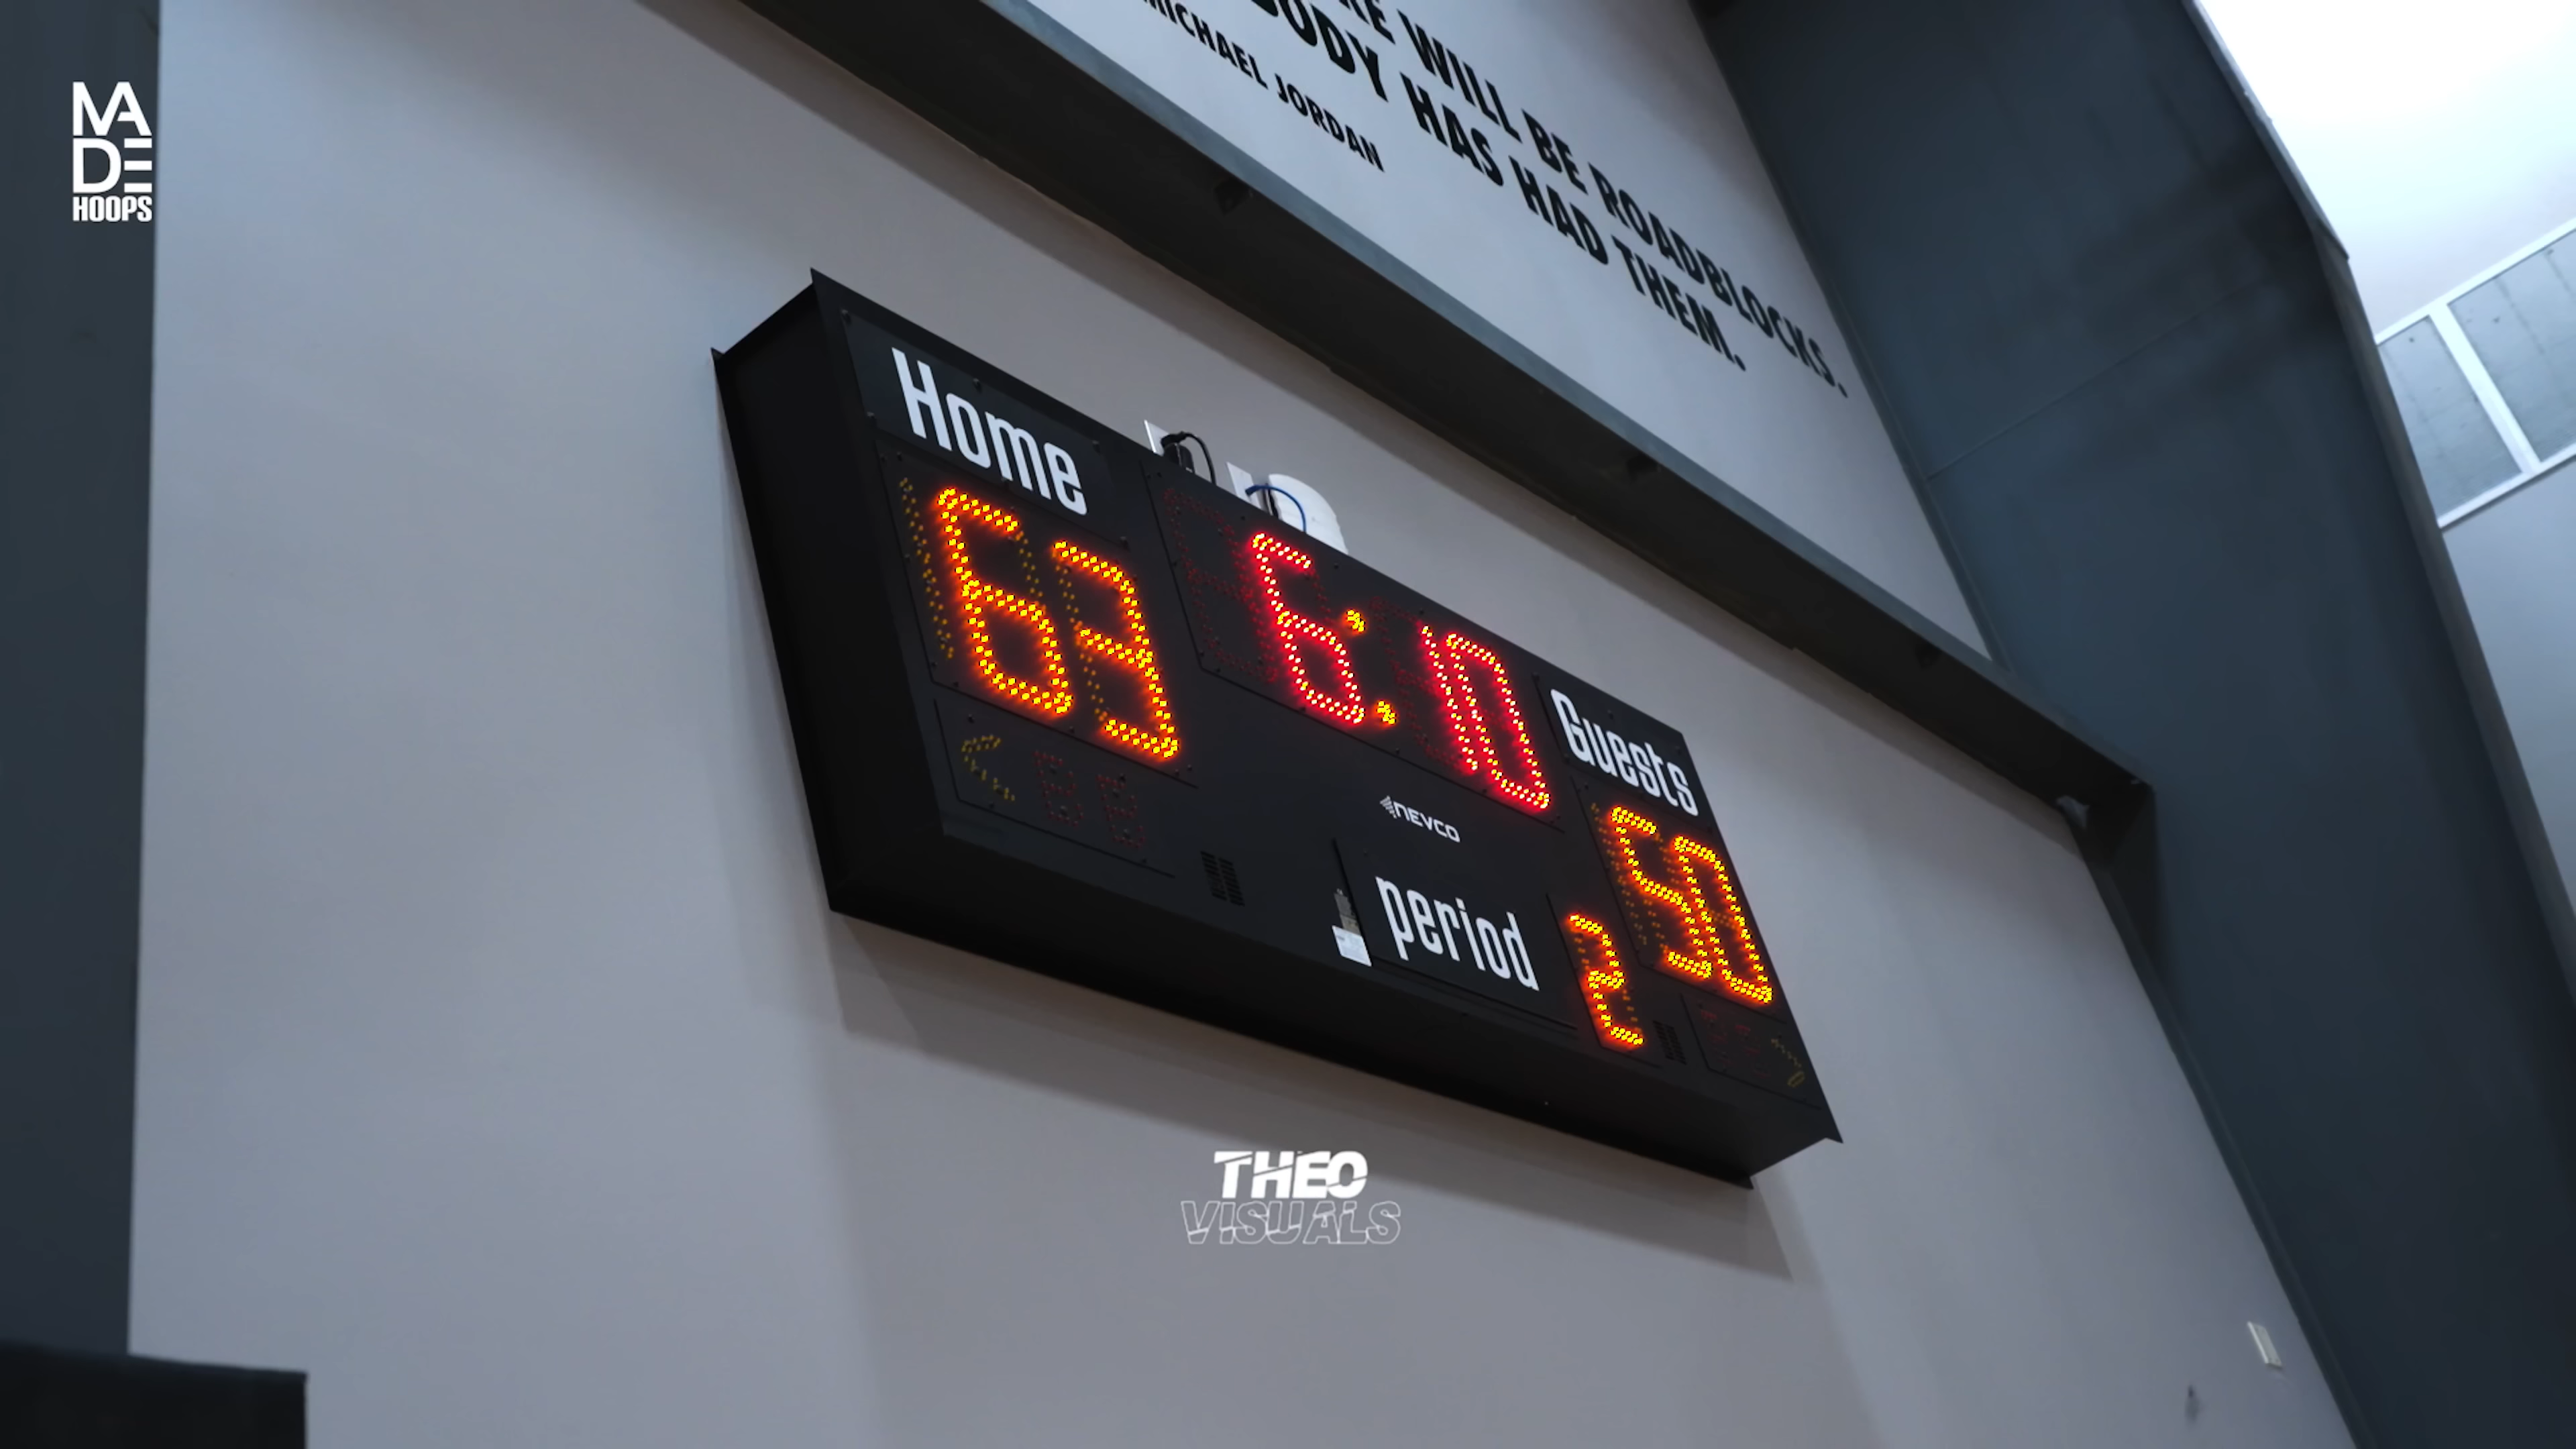 MA
DE
HOOPS
WILL BE ROADBLOCKS.
BODY HAS HAD THEM.
MICHAEL JORDAN
Home
63
6:10
Guests
50
NEVCO
period
2
THEO
VISUALS